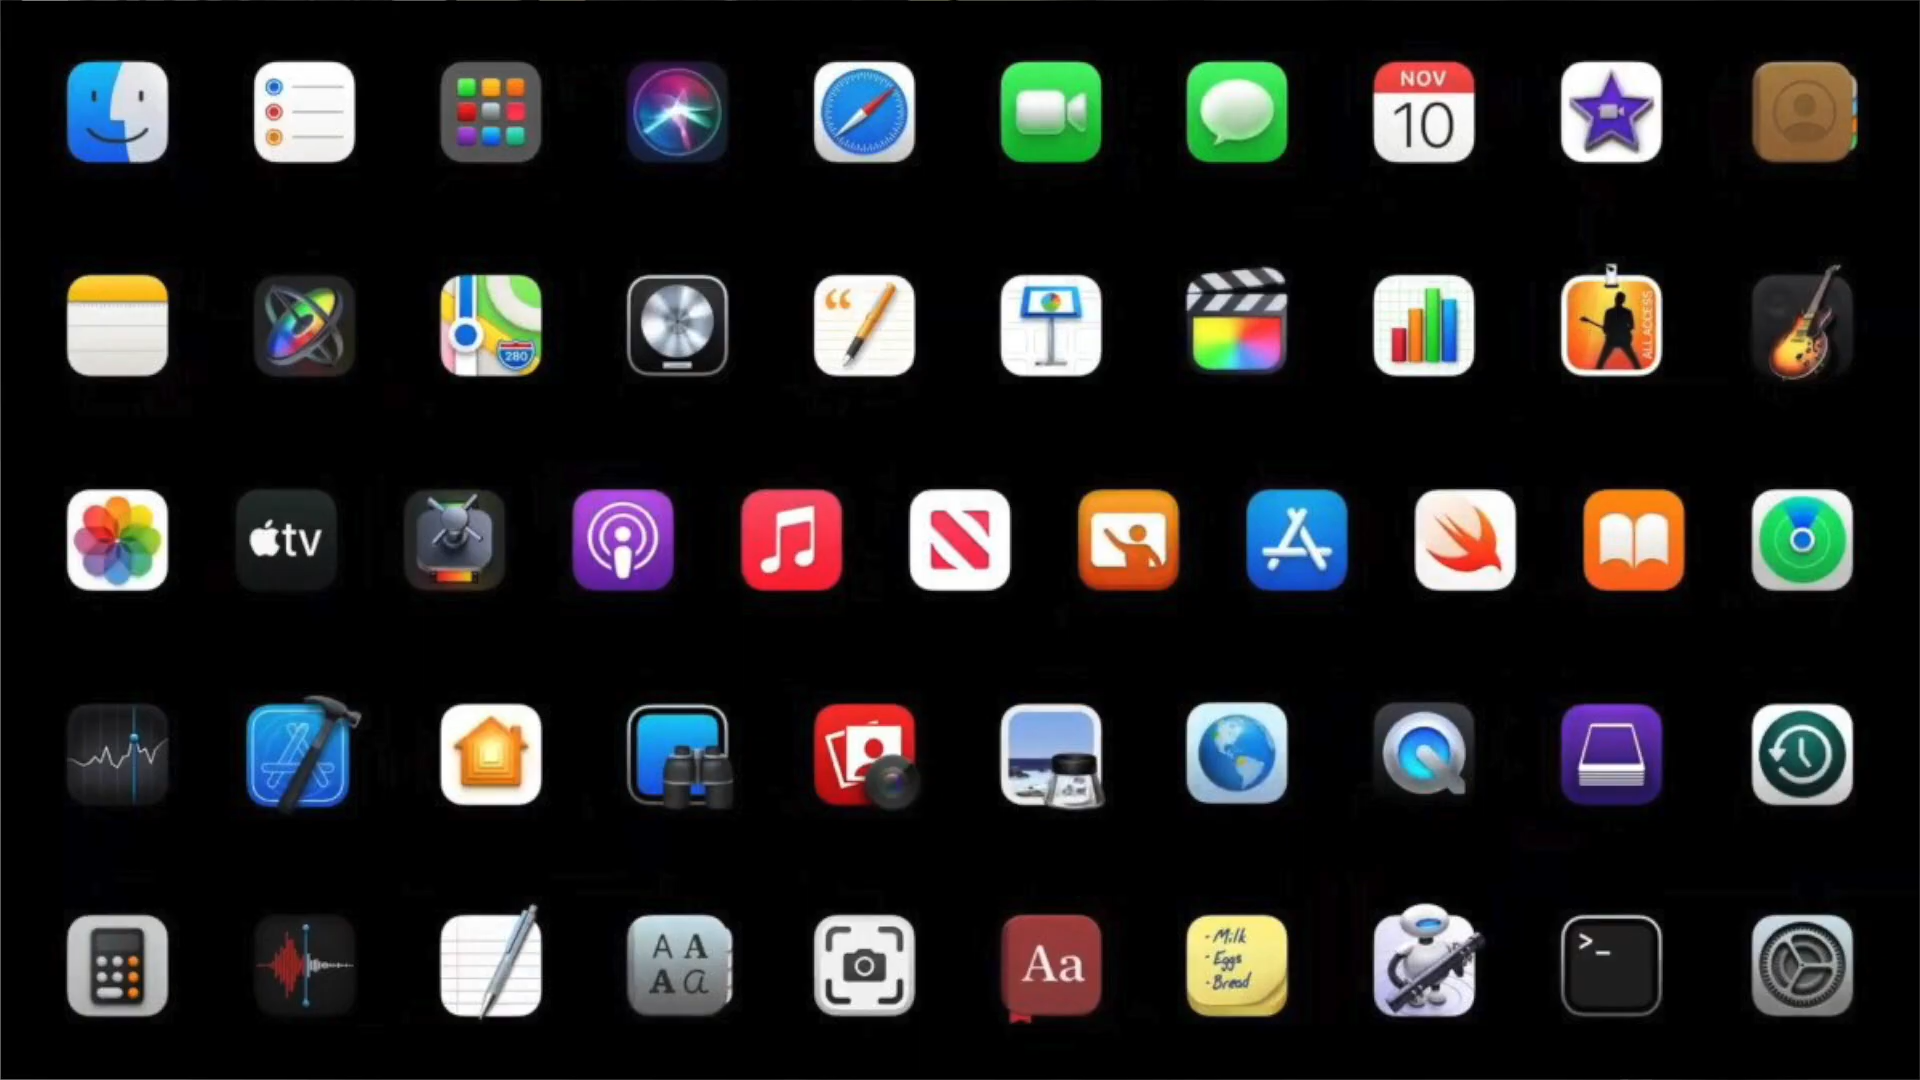 NOV
10
280
ALL ACCESS
tv
A A
A a
Aa
- Milk
- Eggs
- Bread
>_